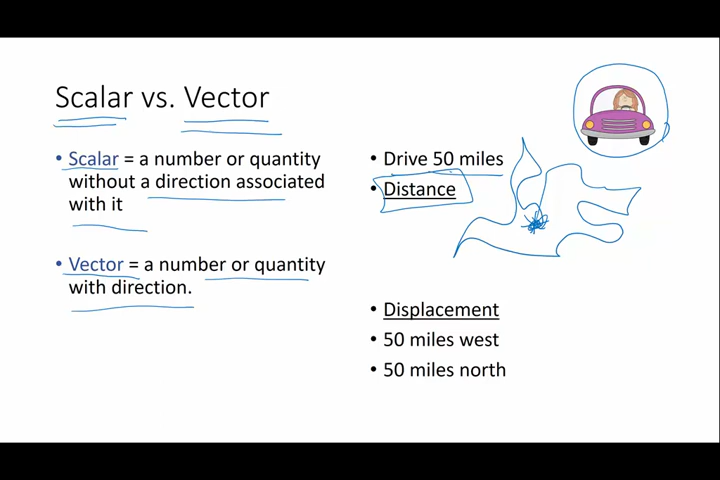 Scalar vs. Vector
• Scalar = a number or quantity
without a direction associated
with it
• Vector = a number or quantity
with direction.
• Drive 50 miles
• Distance
• Displacement
• 50 miles west
• 50 miles north